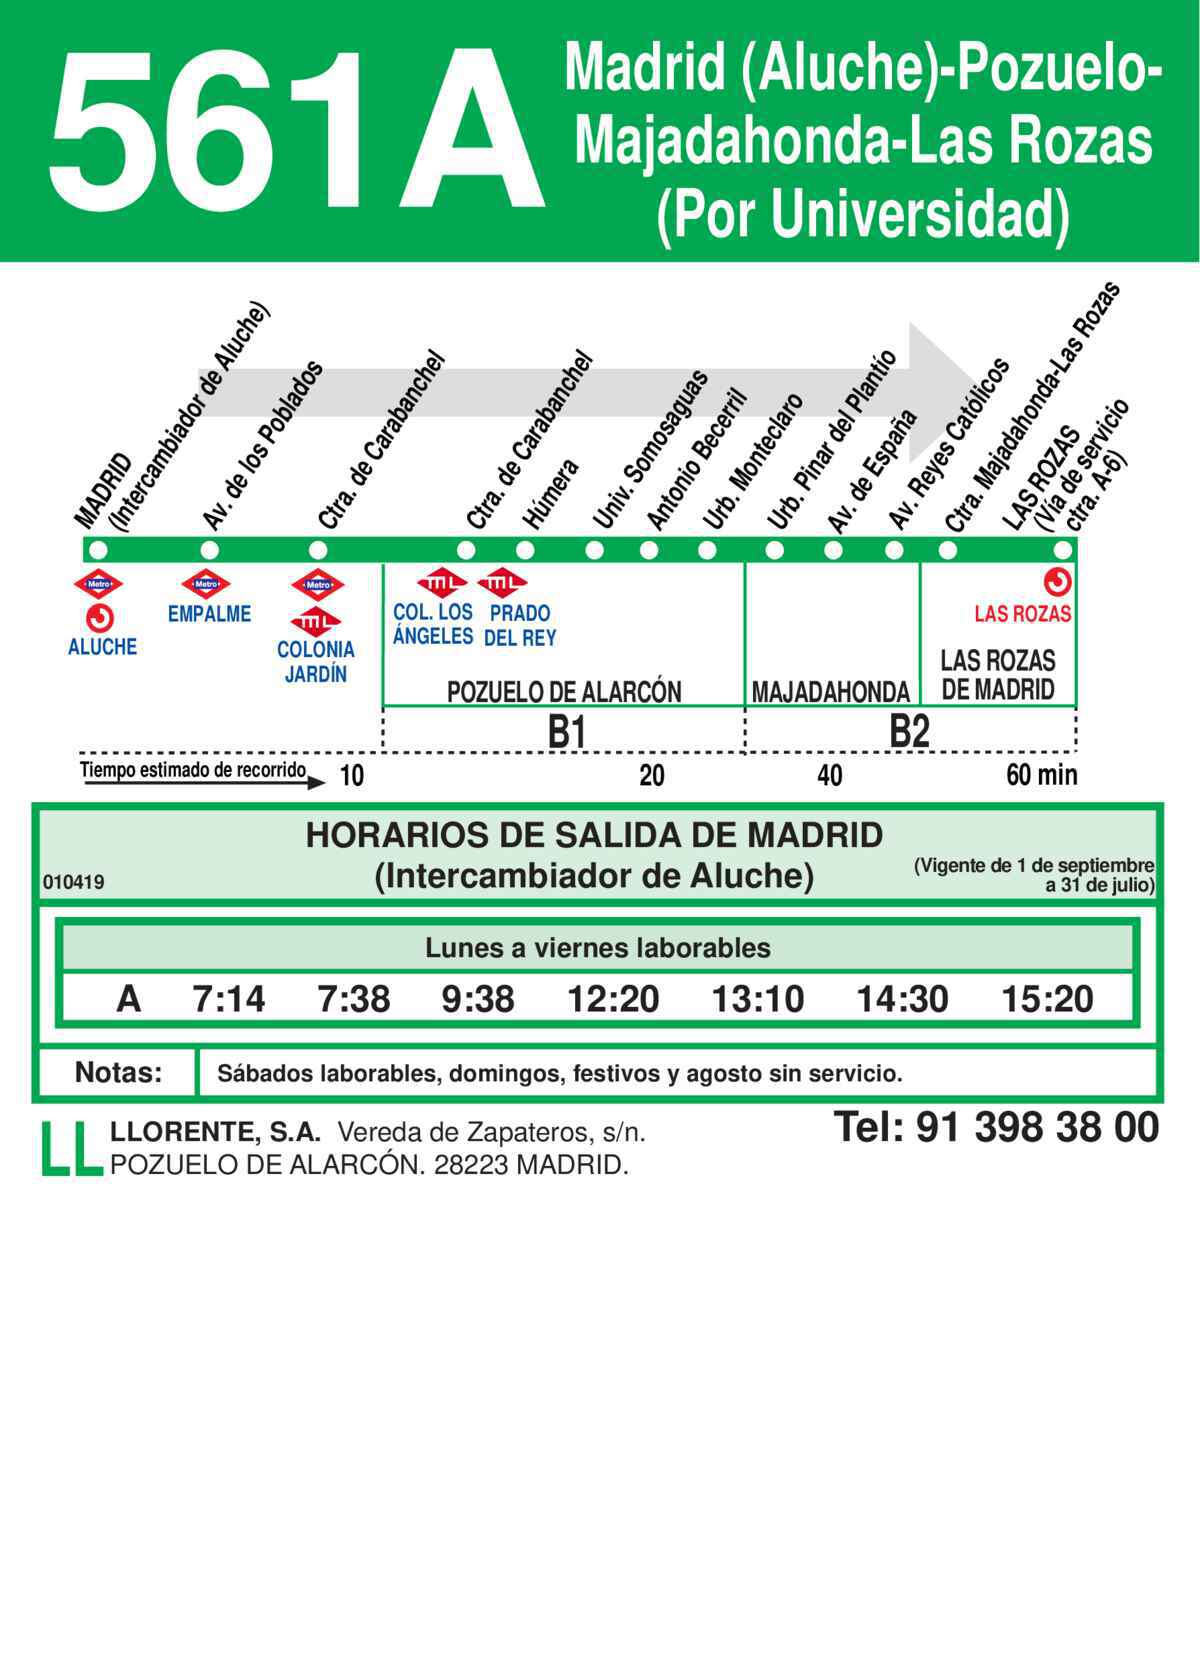 561A
Madrid (Aluche)-Pozuelo-
Majadahonda-Las Rozas
(Por Universidad)
MADRID
(Intercambiador de Aluche)
Av. de los Poblados
Ctra. de Carabanchel
Ctra. de Carabanchel
Húmera
Univ. Somosaguas
Antonio Becerril
Urb. Monteclaro
Urb. Pinar del Plantío
Av. de España
Av. Reyes Católicos
Ctra. Majadahonda-Las Rozas
LAS ROZAS
(Vía de servicio
ctra. A-6)
Metro
ALUCHE
Metro
EMPALME
Metro
ML
COLONIA
JARDÍN
ML
COL. LOS
ÁNGELES
ML
PRADO
DEL REY
LAS ROZAS
POZUELO DE ALARCÓN
MAJADAHONDA
LAS ROZAS
DE MADRID
B1
B2
Tiempo estimado de recorrido
10
20
40
60 min
HORARIOS DE SALIDA DE MADRID
(Intercambiador de Aluche)
010419
(Vigente de 1 de septiembre
a 31 de julio)
Lunes a viernes laborables
A 7:14 7:38 9:38 12:20 13:10 14:30 15:20
Notas: Sábados laborables, domingos, festivos y agosto sin servicio.
LL
LLORENTE, S.A. Vereda de Zapateros, s/n.
POZUELO DE ALARCÓN. 28223 MADRID.
Tel: 91 398 38 00